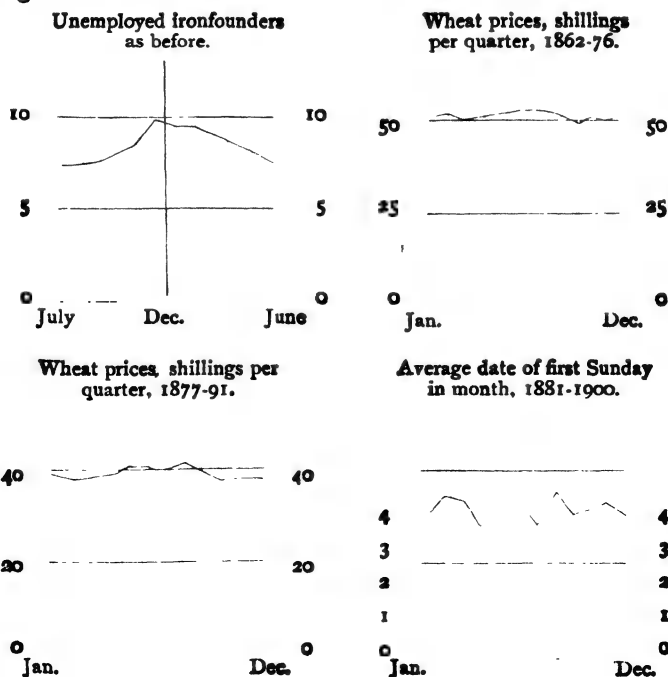 Unemployed ironfounders
as before.
10 10
5 5
0 0
July Dec. June
Wheat prices, shillings
per quarter, 1862-76.
50 50
25 25
0 0
Jan. Dec.
Wheat prices, shillings per
quarter, 1877-91.
40 40
20 20
0 0
Jan. Dec.
Average date of first Sunday
in month, 1881-1900.
4 4
3 3
2 2
1 1
0 0
Jan. Dec.